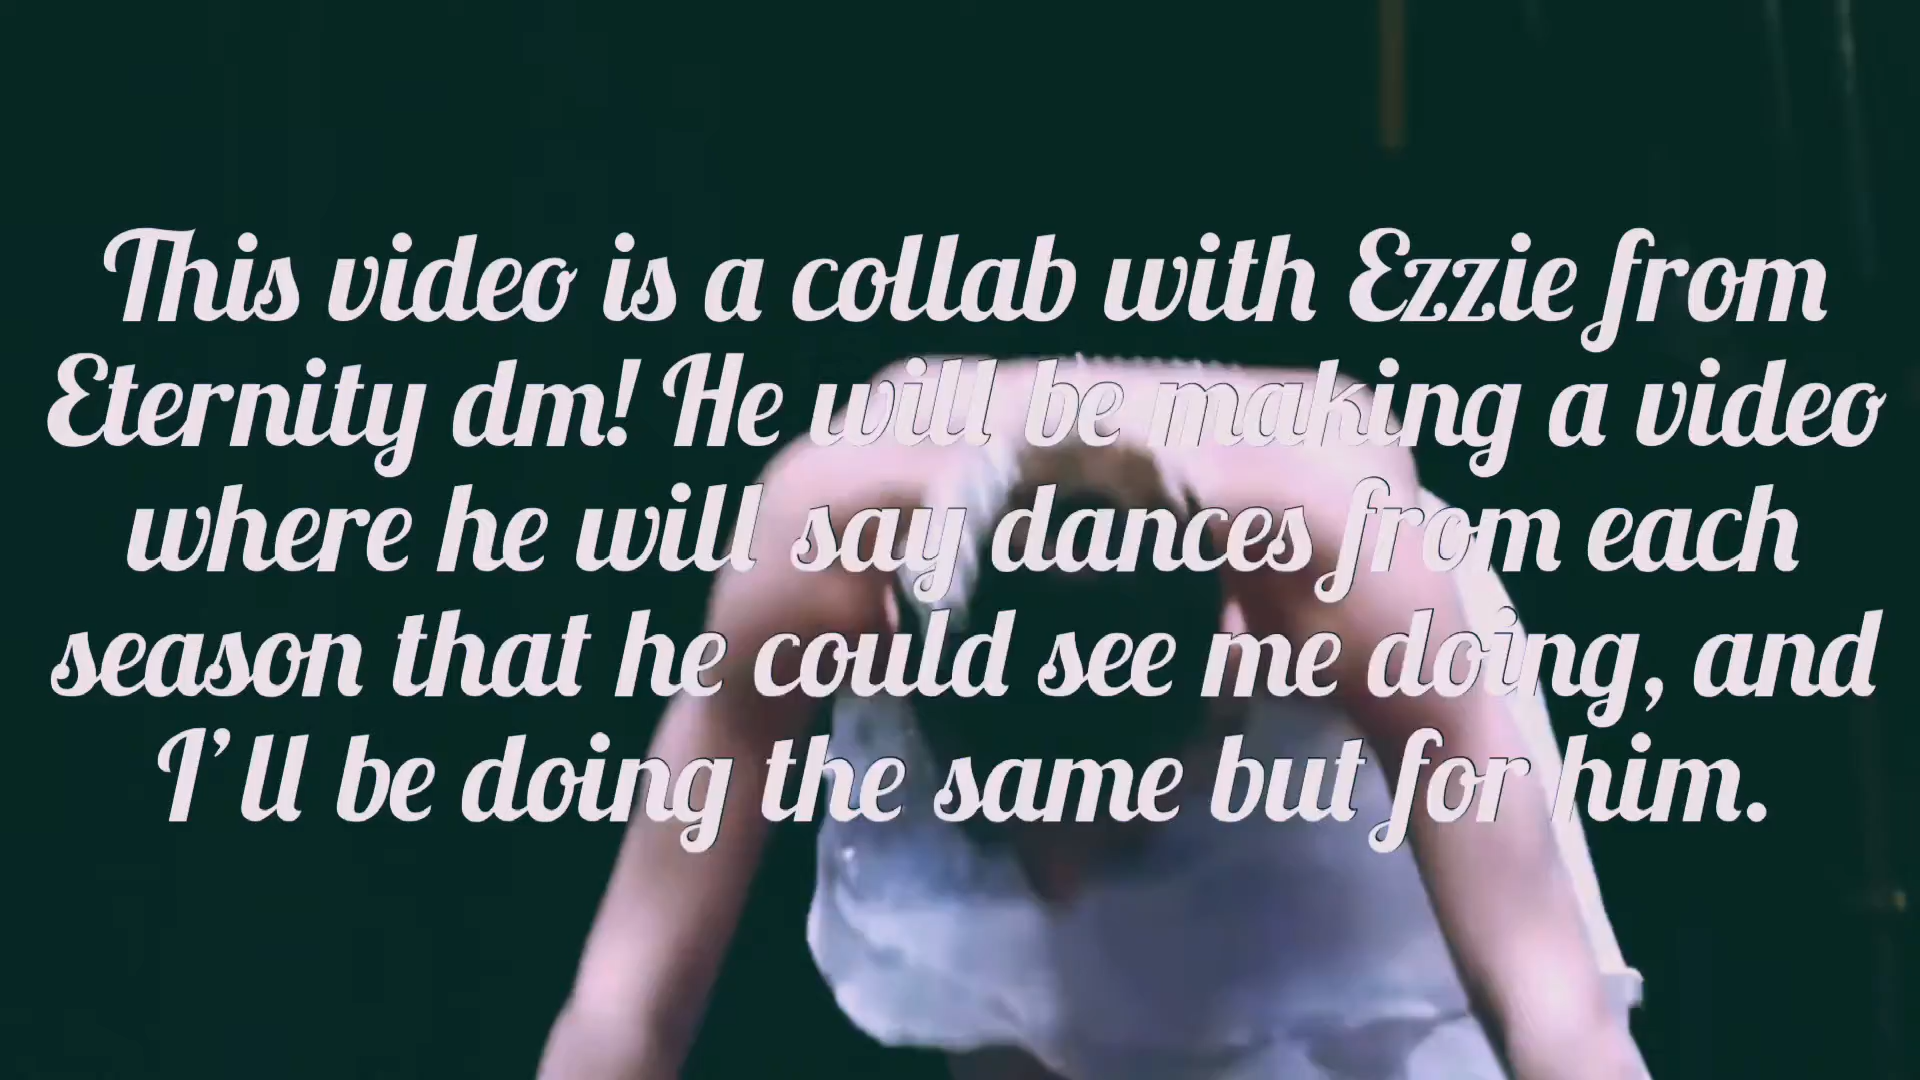 This video is a collab with Ezzie from
Eternity dm! He will be making a video
where he will say dances from each
season that he could see me doing, and
I'll be doing the same but for him.